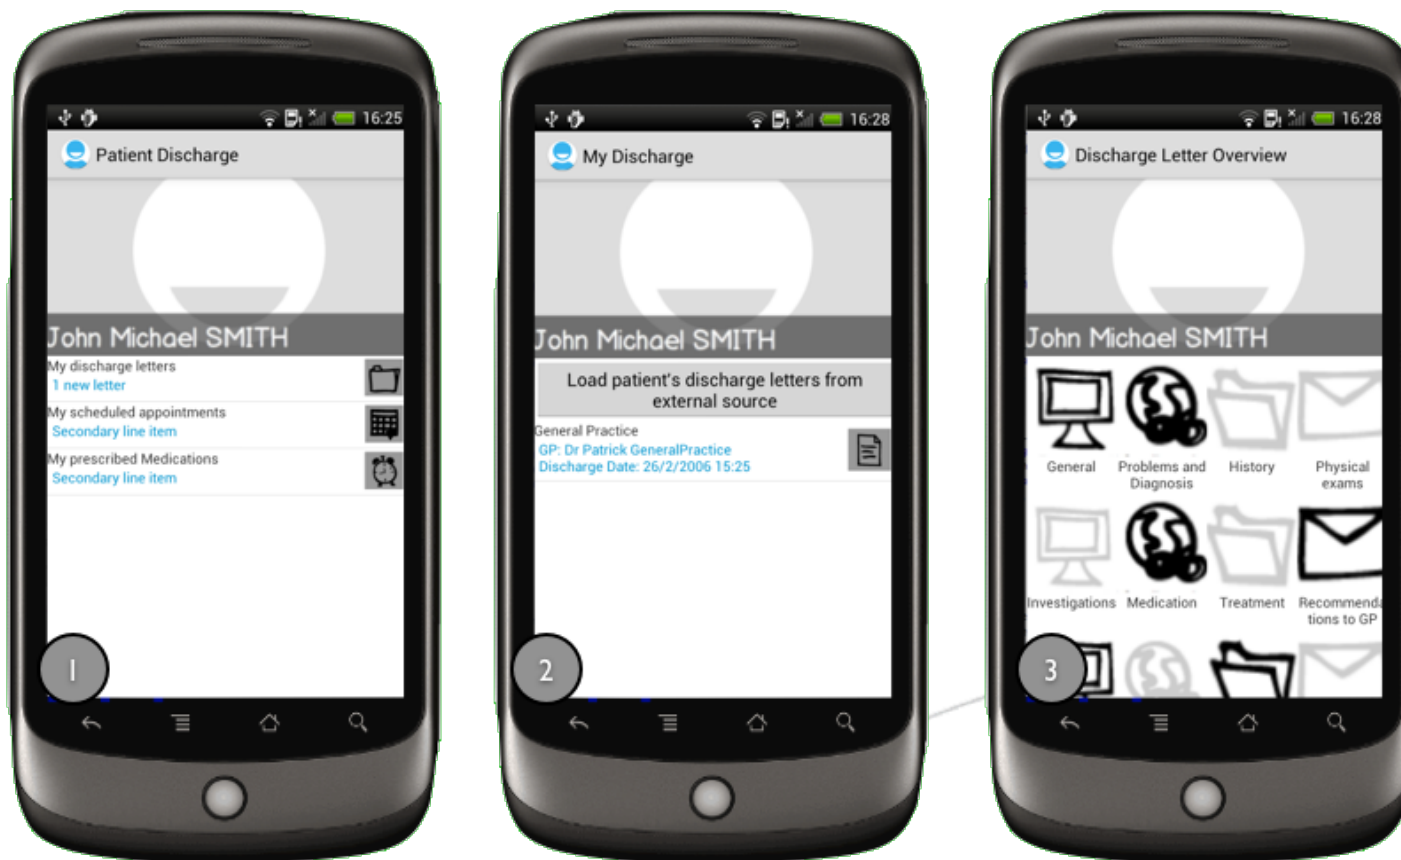 16:25
Patient Discharge
John Michael SMITH
My discharge letters
1 new letter
My scheduled appointments
Secondary line item
My prescribed Medications
Secondary line item
1
16:28
My Discharge
John Michael SMITH
Load patient's discharge letters from
external source
General Practice
GP: Dr Patrick GeneralPractice
Discharge Date: 26/2/2006 15:25
2
16:28
Discharge Letter Overview
John Michael SMITH
General
Problems and
Diagnosis
History
Physical
exams
Investigations
Medication
Treatment
Recommenda
tions to GP
3